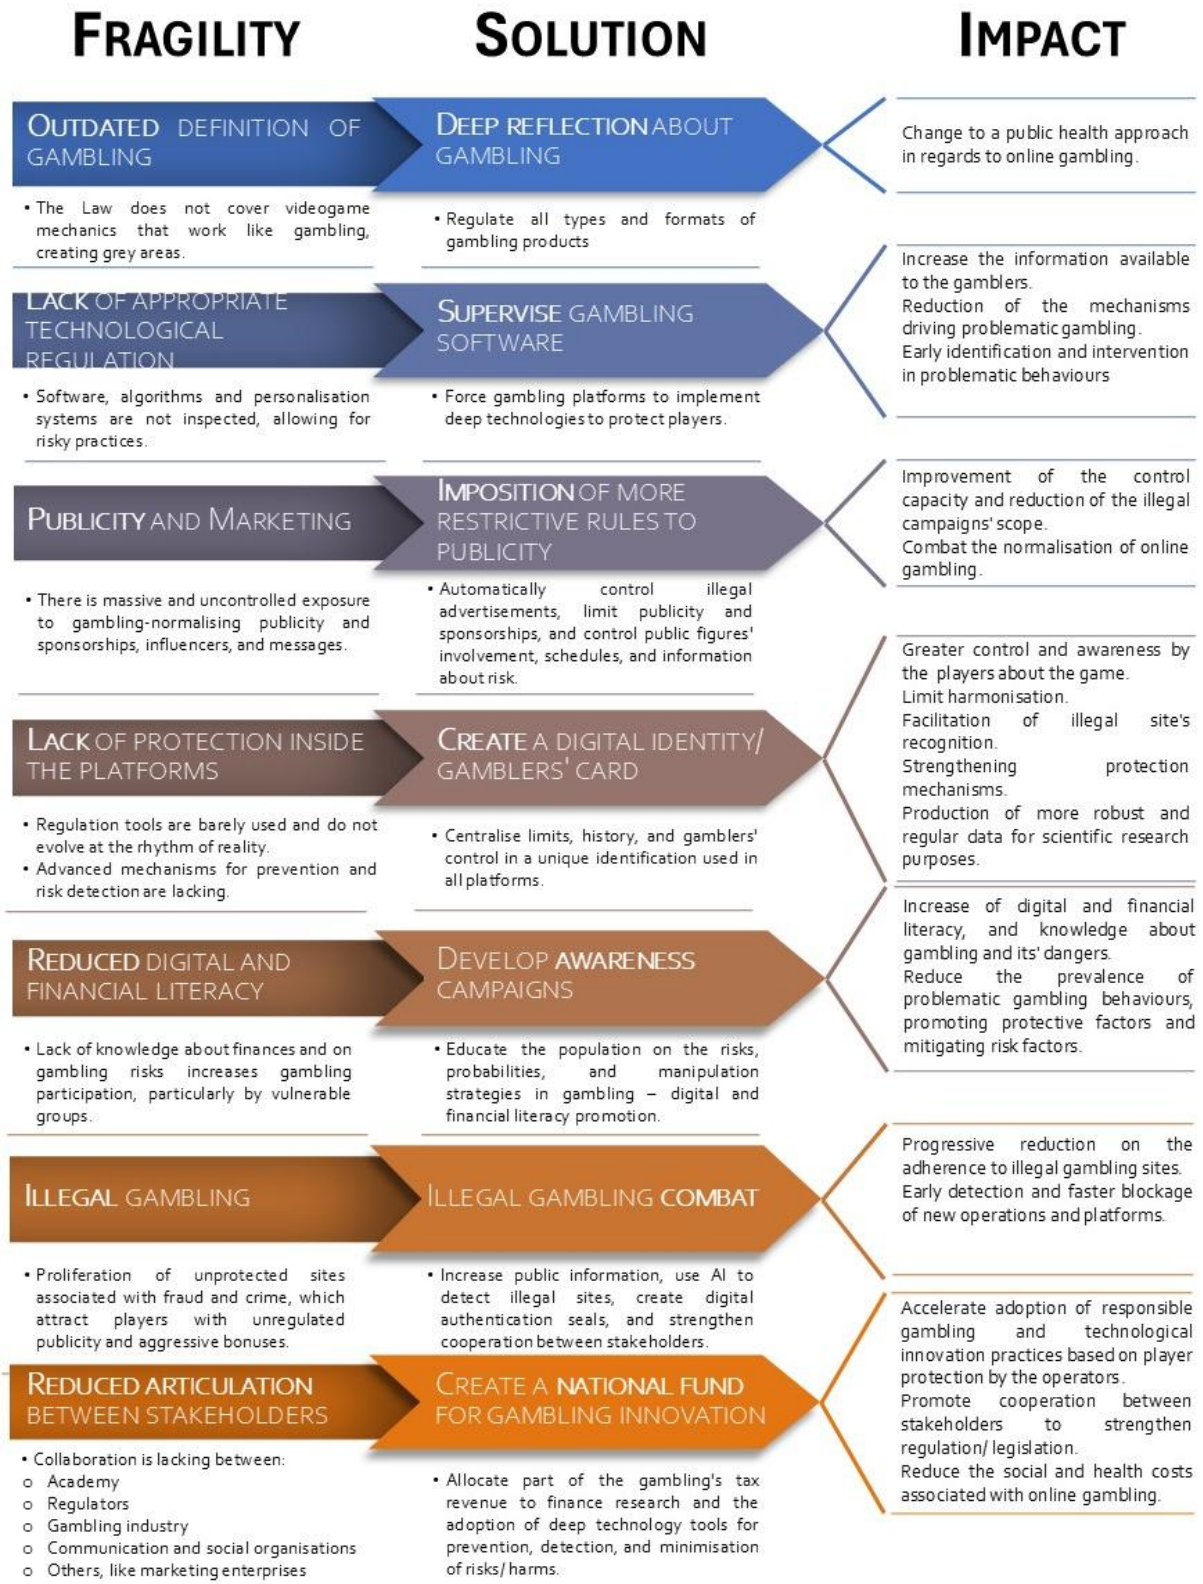 FRAGILITY
SOLUTION
IMPACT
OUTDATED DEFINITION OF
GAMBLING
• The Law does not cover videogame
mechanics that work like gambling,
creating grey areas.
DEEP REFLECTION ABOUT
GAMBLING
• Regulate all types and formats of
gambling products
Change to a public health approach
in regards to online gambling.
LACK OF APPROPRIATE
TECHNOLOGICAL
REGULATION
• Software, algorithms and personalisation
systems are not inspected, allowing for
risky practices.
SUPERVISE GAMBLING
SOFTWARE
• Force gambling platforms to implement
deep technologies to protect players.
Increase the information available
to the gamblers.
Reduction of the mechanisms
driving problematic gambling.
Early identification and intervention
in problematic behaviours
PUBLICITY AND MARKETING
• There is massive and uncontrolled exposure
to gambling-normalising publicity and
sponsorships, influencers, and messages.
IMPOSITION OF MORE
RESTRICTIVE RULES TO
PUBLICITY
• Automatically control illegal
advertisements, limit publicity and
sponsorships, and control public figures'
involvement, schedules, and information
about risk.
Improvement of the control
capacity and reduction of the illegal
campaigns' scope.
Combat the normalisation of online
gambling.
LACK OF PROTECTION INSIDE
THE PLATFORMS
• Regulation tools are barely used and do not
evolve at the rhythm of reality.
• Advanced mechanisms for prevention and
risk detection are lacking.
CREATE A DIGITAL IDENTITY/
GAMBLERS' CARD
• Centralise limits, history, and gamblers'
control in a unique identification used in
all platforms.
Greater control and awareness by
the players about the game.
Limit harmonisation.
Facilitation of illegal site's
recognition.
Strengthening protection
mechanisms.
Production of more robust and
regular data for scientific research
purposes.
REDUCED DIGITAL AND
FINANCIAL LITERACY
• Lack of knowledge about finances and on
gambling risks increases gambling
participation, particularly by vulnerable
groups.
DEVELOP AWARENESS
CAMPAIGNS
• Educate the population on the risks,
probabilities, and manipulation
strategies in gambling – digital and
financial literacy promotion.
Increase of digital and financial
literacy, and knowledge about
gambling and its' dangers.
Reduce the prevalence of
problematic gambling behaviours,
promoting protective factors and
mitigating risk factors.
ILLEGAL GAMBLING
• Proliferation of unprotected sites
associated with fraud and crime, which
attract players with unregulated
publicity and aggressive bonuses.
ILLEGAL GAMBLING COMBAT
• Increase public information, use AI to
detect illegal sites, create digital
authentication seals, and strengthen
cooperation between stakeholders.
Progressive reduction on the
adherence to illegal gambling sites.
Early detection and faster blockage
of new operations and platforms.
REDUCED ARTICULATION
BETWEEN STAKEHOLDERS
• Collaboration is lacking between:
o Academy
o Regulators
o Gambling industry
o Communication and social organisations
o Others, like marketing enterprises
CREATE A NATIONAL FUND
FOR GAMBLING INNOVATION
• Allocate part of the gambling's tax
revenue to finance research and the
adoption of deep technology tools for
prevention, detection, and minimisation
of risks/ harms.
Accelerate adoption of responsible
gambling and technological
innovation practices based on player
protection by the operators.
Promote cooperation between
stakeholders to strengthen
regulation/ legislation.
Reduce the social and health costs
associated with online gambling.